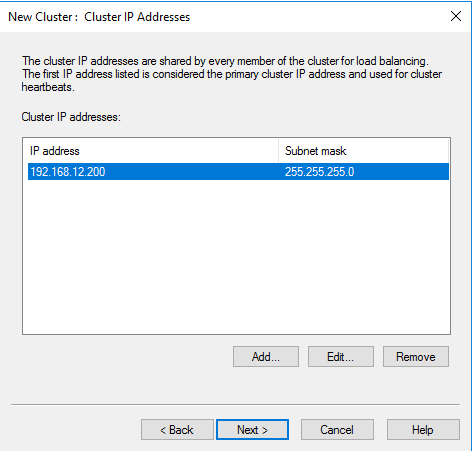 New Cluster :  Cluster IP Addresses
The cluster IP addresses are shared by every member of the cluster for load balancing.
The first IP address listed is considered the primary cluster IP address and used for cluster
heartbeats.
Cluster IP addresses:
IP address Subnet mask
192.168.12.200 255.255.255.0
Add... Edit... Remove
< Back Next > Cancel Help